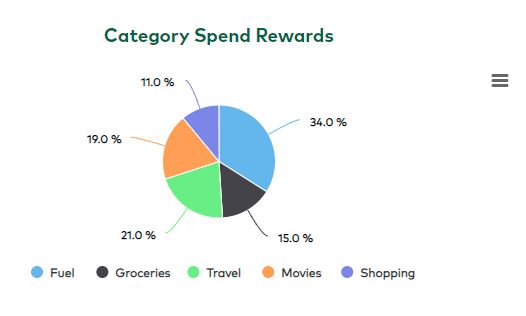 Category Spend Rewards
11.0 %
34.0 %
19.0 %
21.0 %
15.0 %
Fuel Groceries Travel Movies Shopping